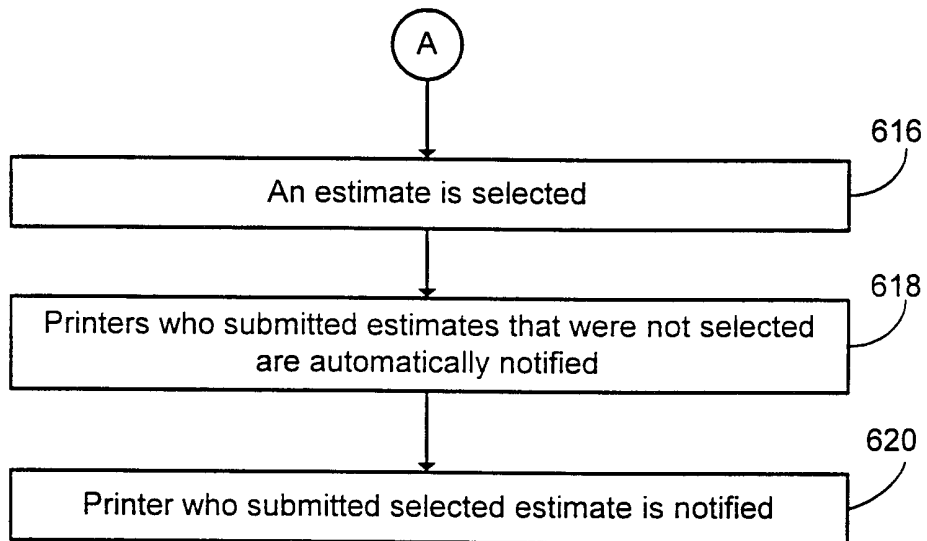 A
616
An estimate is selected
618
Printers who submitted estimates that were not selected
are automatically notified
620
Printer who submitted selected estimate is notified